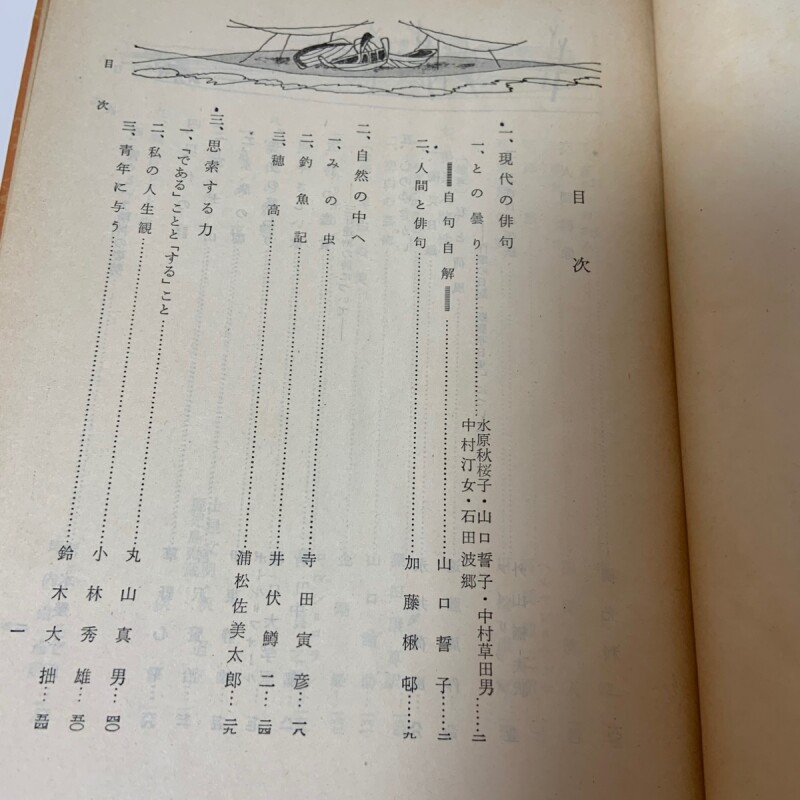 目次
一、現代の俳句
一、との曇り……水原秋桜子・山口誓子・中村草田男……二
中村汀女・石田波郷
自句自解……山口誓子……
二、人間と俳句……加藤楸邨……九
二、自然の中へ
一、みの虫……寺田寅彦……一八
二、釣魚記……井伏鱒二……二四
三、穂高……浦松佐美太郎……二九
三、思索する力
一、「である」ことと「する」こと……丸山真男……四〇
二、私の人生観……小林秀雄……五〇
三、青年に与う……鈴木大拙……五四
目次
一